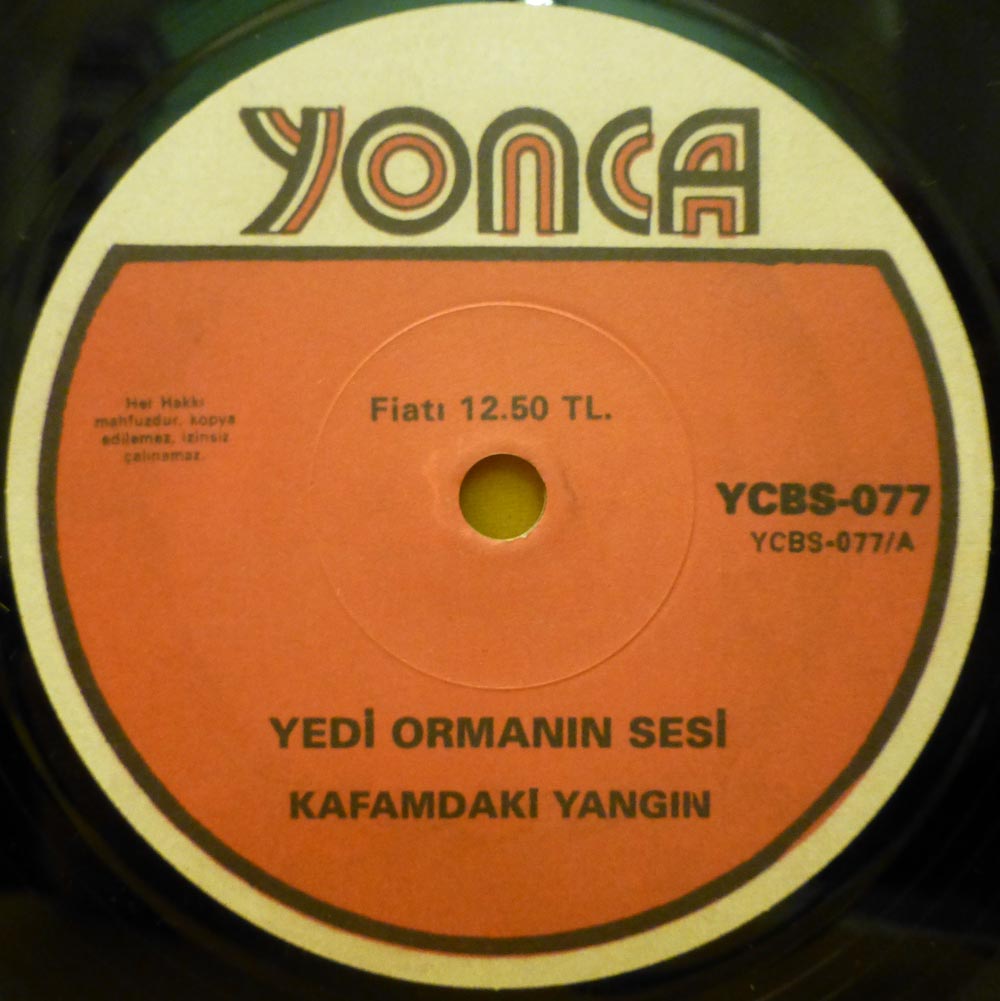 YONCA
Fiatı 12.50 TL.
Her Hakkı
mahfuzdur. kopya
edilemez, izinsiz
çalınamaz.
YCBS-077
YCBS-077/A
YEDİ ORMANIN SESİ
KAFAMDAKİ YANGIN